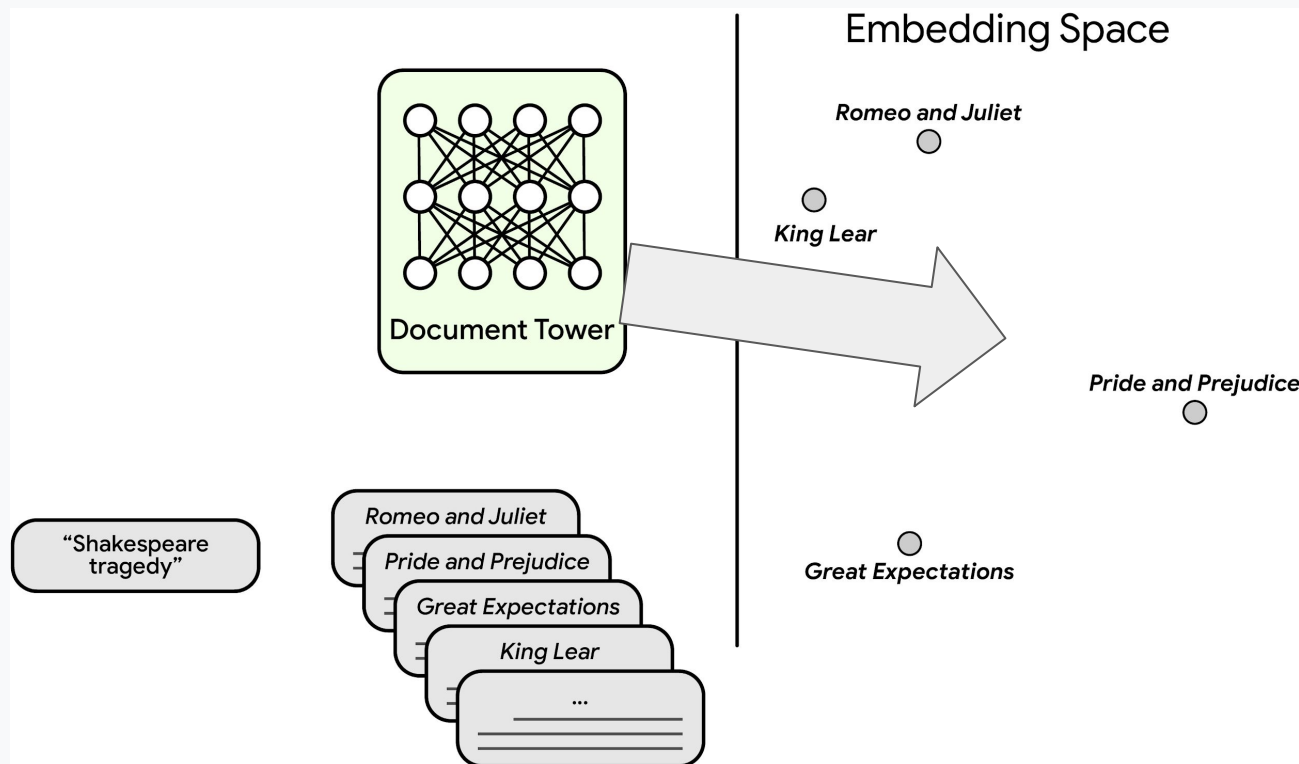 Embedding Space
Romeo and Juliet
King Lear
Document Tower
Pride and Prejudice
Great Expectations
“Shakespeare
tragedy”
Romeo and Juliet
Pride and Prejudice
Great Expectations
King Lear
...